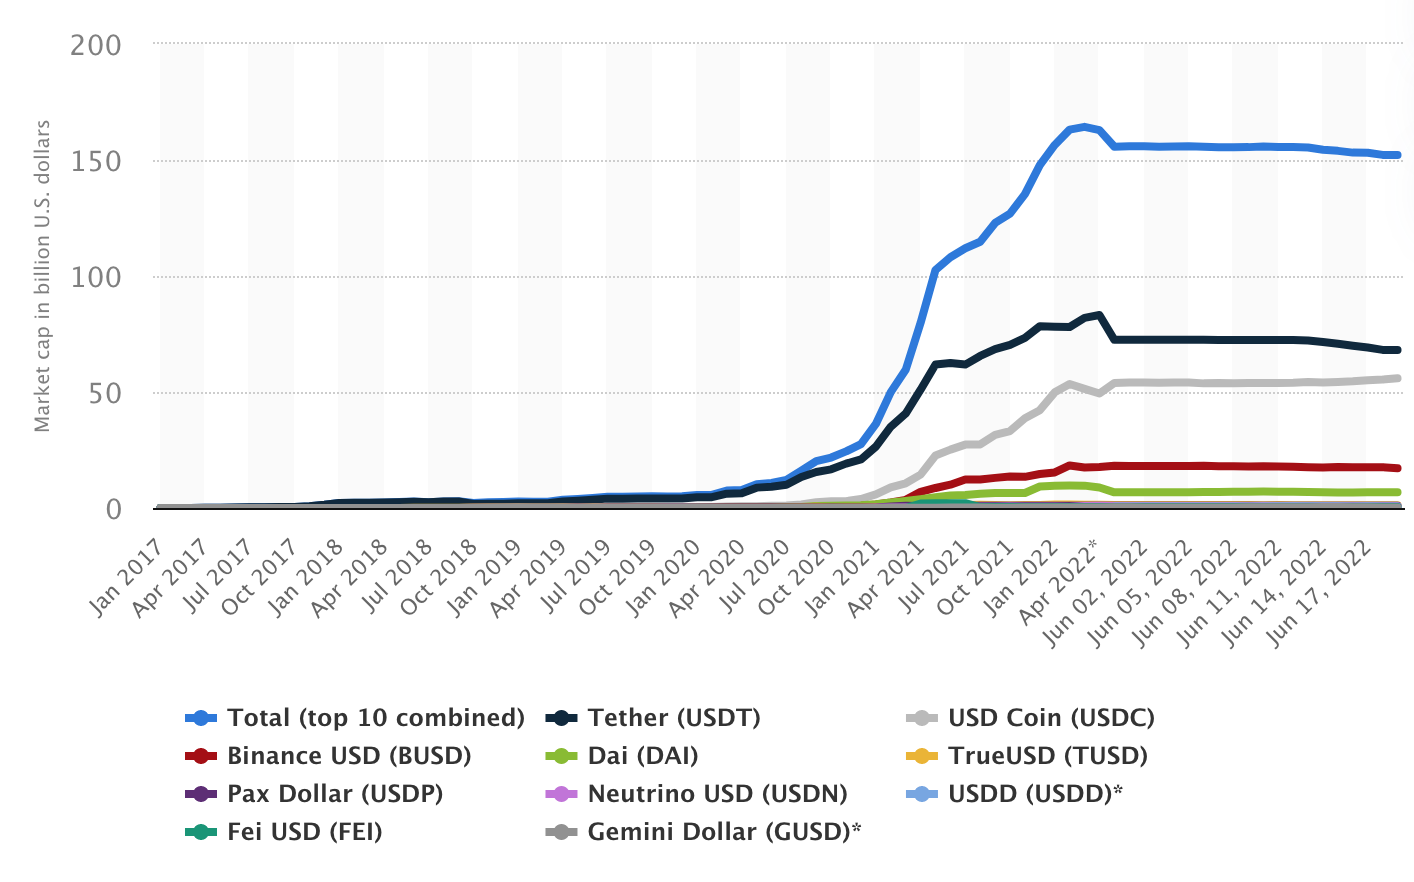 Market cap in billion U.S. dollars
200
150
100
50
0
Jan 2017
Apr 2017
Jul 2017
Oct 2017
Jan 2018
Apr 2018
Jul 2018
Oct 2018
Jan 2019
Apr 2019
Jul 2019
Oct 2019
Jan 2020
Apr 2020
Jul 2020
Oct 2020
Jan 2021
Apr 2021
Jul 2021
Oct 2021
Jan 2022
Apr 2022*
Jun 02, 2022
Jun 05, 2022
Jun 08, 2022
Jun 11, 2022
Jun 14, 2022
Jun 17, 2022
Total (top 10 combined)
Tether (USDT)
USD Coin (USDC)
Binance USD (BUSD)
Dai (DAI)
TrueUSD (TUSD)
Pax Dollar (USDP)
Neutrino USD (USDN)
USDD (USDD)*
Fei USD (FEI)
Gemini Dollar (GUSD)*